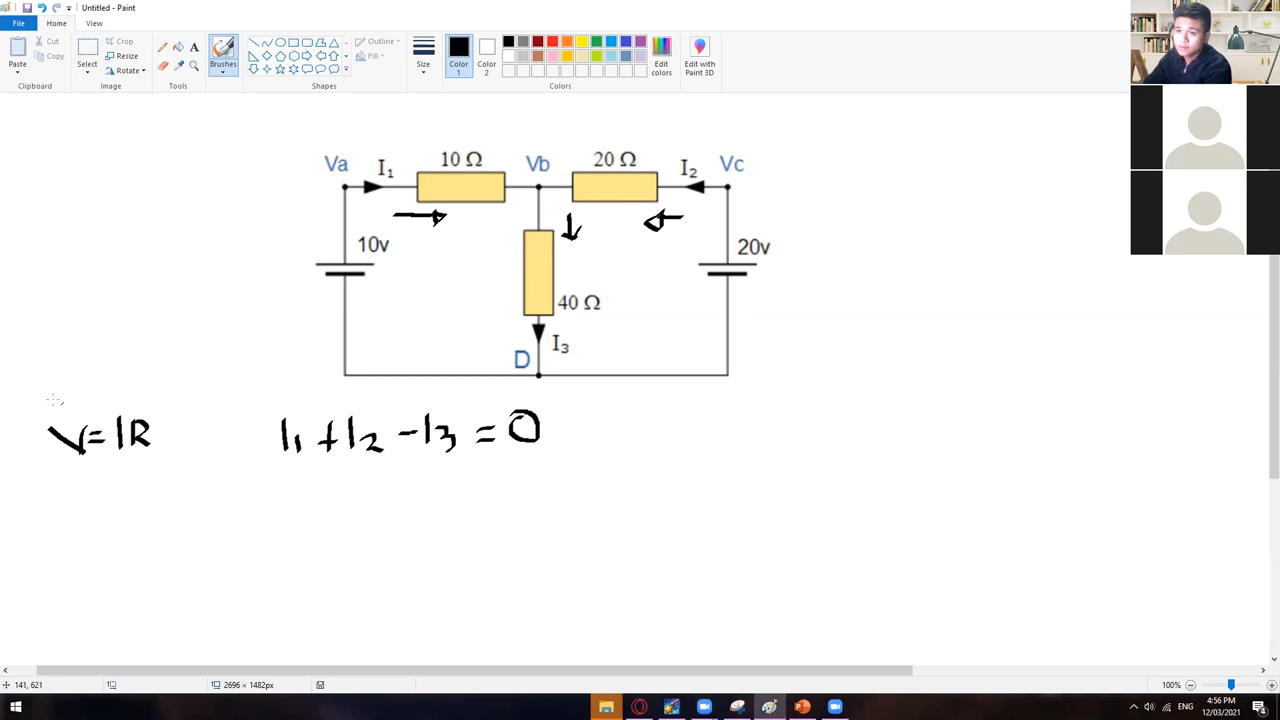 Untitled - Paint
File
Home
View
Paste
Cut
Copy
Clipboard
Select
Crop
Resize
Rotate
Image
Tools
Brushes
Outline
Fill
Shapes
Size
Color 1
Color 2
Edit colors
Edit with Paint 3D
Colors
Va I₁ 10 Ω Vb 20 Ω I₂ Vc
10v
20v
40 Ω
I₃
D
V=IR
I1 + I2 - I3 = 0
141, 621
2696 × 1482px
100%
ENG
4:56 PM
12/03/2021